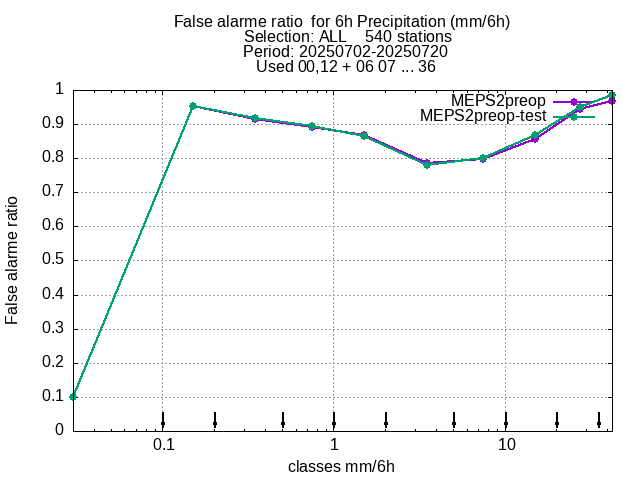 False alarme ratio  for 6h Precipitation (mm/6h)
Selection: ALL    540 stations
Period: 20250702-20250720
Used 00,12 + 06 07 ... 36
MEPS2preop
MEPS2preop-test
1
0.9
0.8
0.7
0.6
0.5
0.4
0.3
0.2
0.1
0
False alarme ratio
0.1 1 10
classes mm/6h